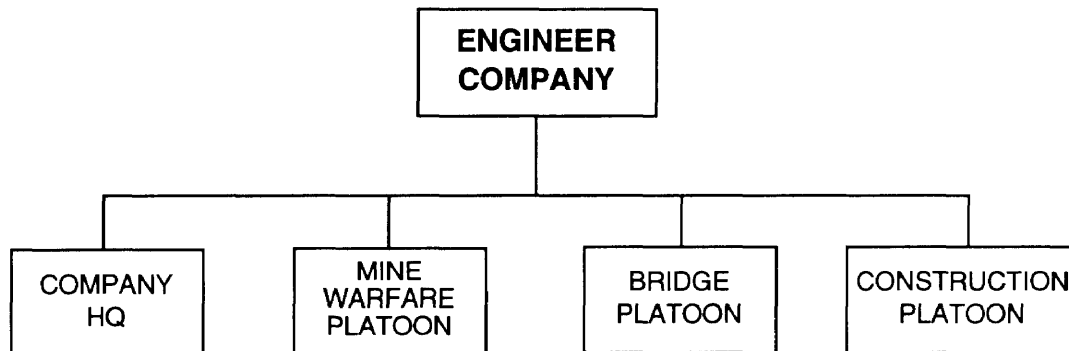 ENGINEER
COMPANY
COMPANY
HQ
MINE
WARFARE
PLATOON
BRIDGE
PLATOON
CONSTRUCTION
PLATOON